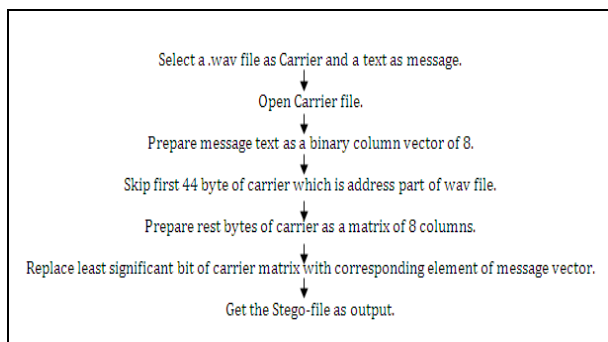 Select a .wav file as Carrier and a text as message.
Open Carrier file.
Prepare message text as a binary column vector of 8.
Skip first 44 byte of carrier which is address part of wav file.
Prepare rest bytes of carrier as a matrix of 8 columns.
Replace least significant bit of carrier matrix with corresponding element of message vector.
Get the Stego-file as output.